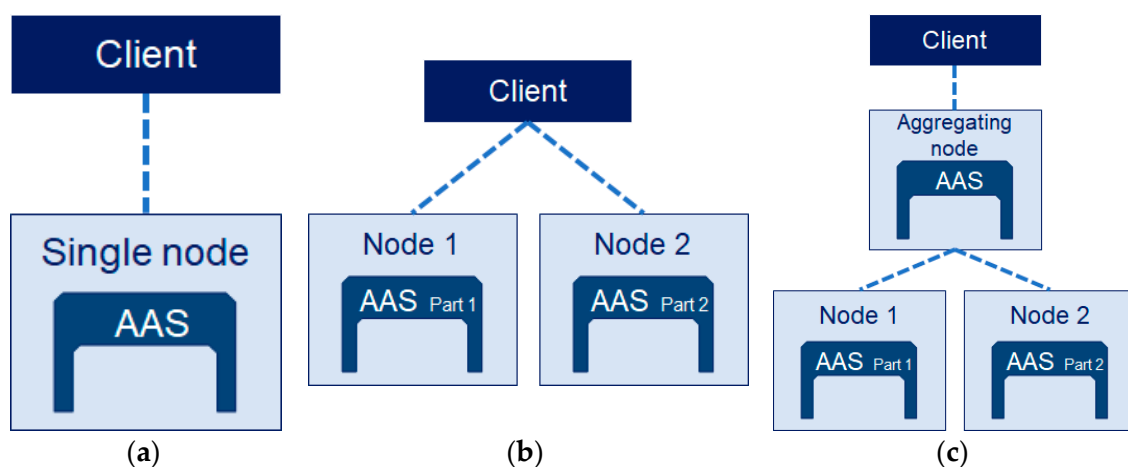 Client
Single node
AAS
(a)
Client
Node 1
AAS Part 1
Node 2
AAS Part 2
(b)
Client
Aggregating
node
AAS
Node 1
AAS Part 1
Node 2
AAS Part 2
(c)